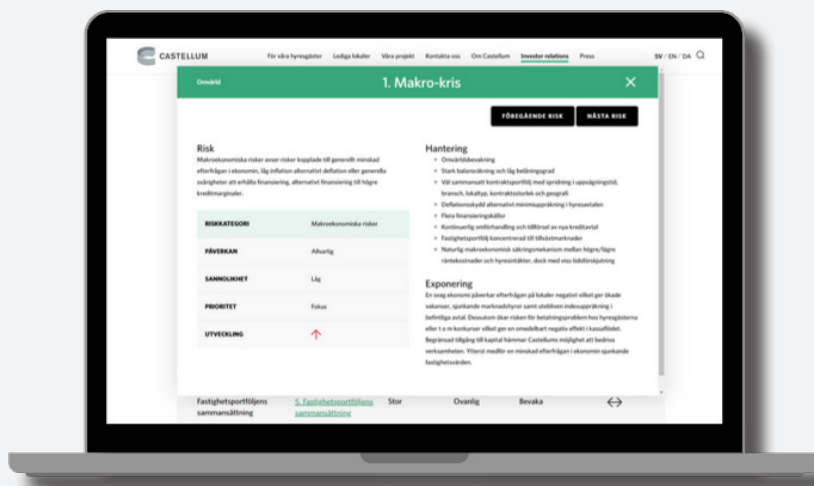 CASTELLUM
För våra hyresgäster Lediga lokaler Våra projekt Kontakta oss Om Castellum Investor relations Press SV / EN / DA
Omvärld
1. Makro-kris
FÖREGÅENDE RISK NÄSTA RISK
Risk
Makroekonomiska risker avser risker kopplade till generellt minskad
efterfrågan i ekonomin, låg inflation alternativt deflation eller generella
svårigheter att erhålla finansiering, alternativt finansiering till högre
kreditmarginaler.
RISKKATEGORI Makroekonomiska risker
PÅVERKAN Allvarlig
SANNOLIKHET Låg
PRIORITET Fokus
UTVECKLING
Hantering
Omvärldsbevakning
Stark balansräkning och låg belåningsgrad
Väl sammansatt kontraktsportfölj med spridning i uppsägningstid,
bransch, lokaltyp, kontraktsstorlek och geografi
Deflationsskydd alternativt minimiuppräkning i hyresavtalen
Flera finansieringskällor
Kontinuerlig omförhandling och tillförsel av nya kreditavtal
Fastighetsportfölj koncentrerad till tillväxtmarknader
Naturlig makroekonomisk säkringsmekanism mellan högre/lägre
räntekostnader och hyresintäkter, dock med viss tidsförskjutning
Exponering
En svag ekonomi påverkar efterfrågan på lokaler negativt vilket ger ökade
vakanser, sjunkande marknadshyror samt utebliven indexuppräkning i
befintliga avtal. Dessutom ökar risken för betalningsproblem hos hyresgästerna
eller t o m konkurser vilket ger en omedelbart negativ effekt i kassaflödet.
Begränsad tillgång till kapital hämmar Castellums möjlighet att bedriva
verksamheten. Ytterst medför en minskad efterfrågan i ekonomin sjunkande
fastighetsvärden.
Fastighetsportföljens 5. Fastighetsportföljens Stor Ovanlig Bevaka
sammansättning sammansättning